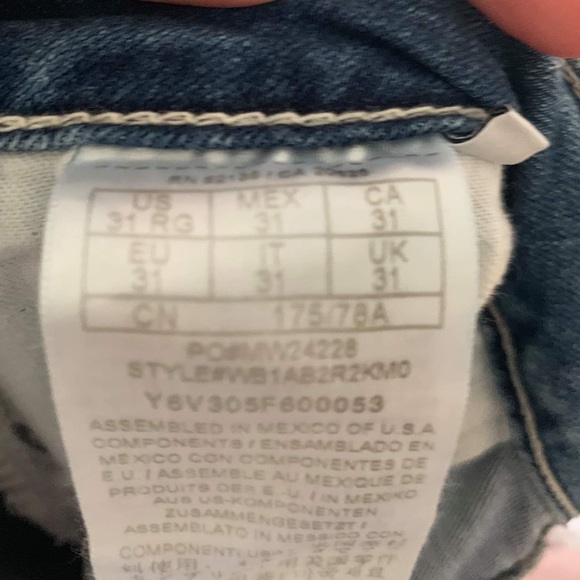 US MEX CA
31 RG 31 31
EU IT UK
31 31 31
CN 175/78A
PO#MW24228
STYLE#WB1AB2R2KM0
Y6V305F600053
ASSEMBLED IN MEXICO OF U.S.A
COMPONENTS / ENSAMBLADO EN
MEXICO CON COMPONENTES DE
E U / ASSEMBLE AU MEXIQUE DE
PRODUITS DES E.-U. / IN MEXIKO
AUS US-KOMPONENTEN
ZUSAMMENGESETZT /
ASSEMBLATO IN MESSICO CON
COMPONENTI USA